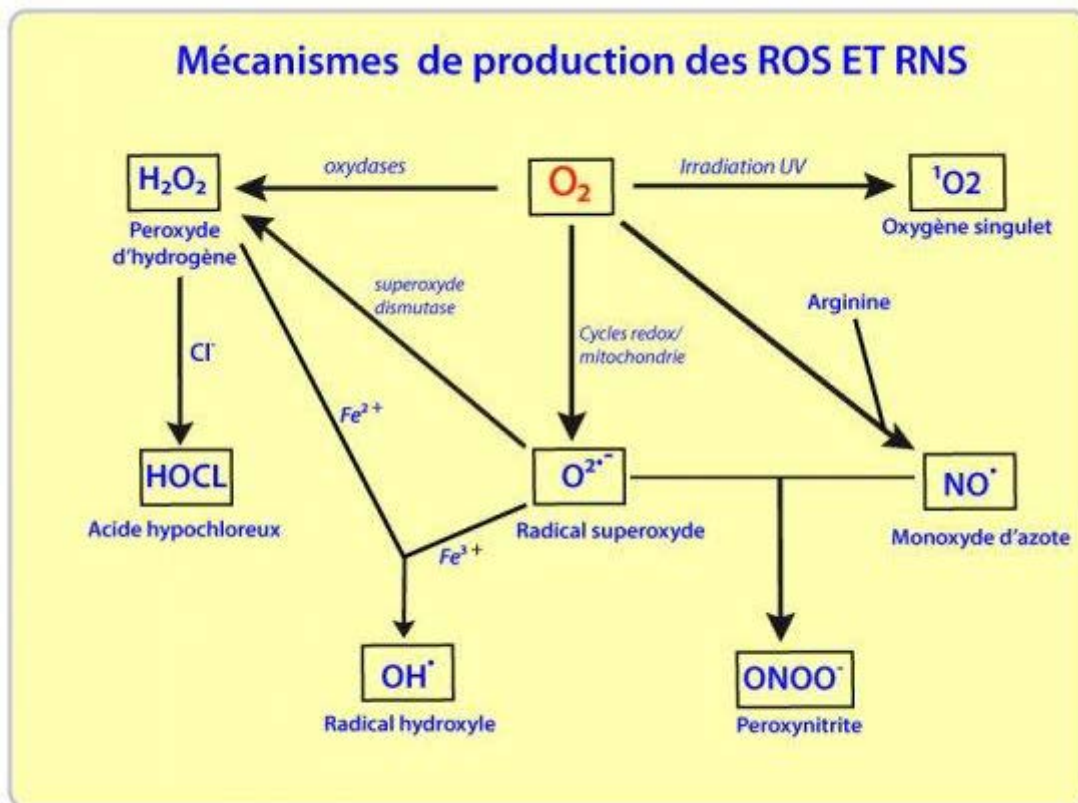 Mécanismes de production des ROS ET RNS
H₂O₂
oxydases
O₂
Irradiation UV
¹O2
Peroxyde
d'hydrogène
Oxygène singulet
superoxyde
dismutase
Arginine
Cycles redox/
mitochondrie
Cl⁻
Fe²⁺
HOCL
O²•⁻
NO•
Acide hypochloreux
Radical superoxyde
Monoxyde d'azote
Fe³⁺
OH•
ONOO⁻
Radical hydroxyle
Peroxynitrite